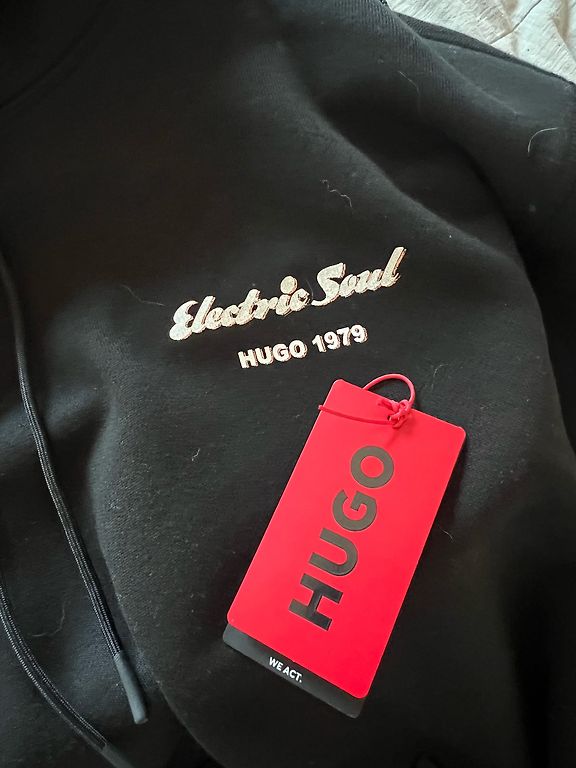 Electric Soul
HUGO 1979
HUGO
WE ACT.